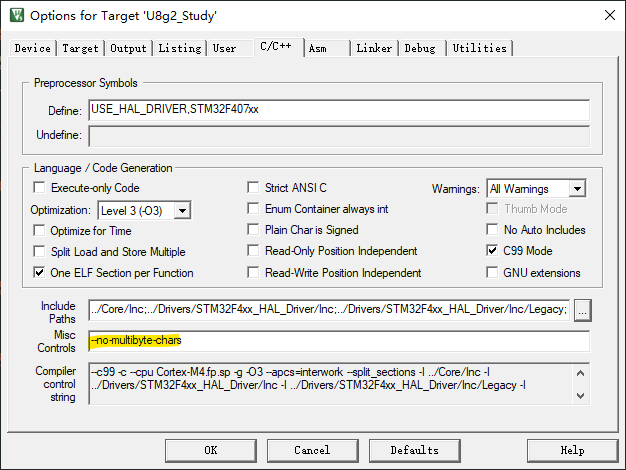 Options for Target 'U8g2_Study'
Device Target Output Listing User C/C++ Asm Linker Debug Utilities
Preprocessor Symbols
Define: USE_HAL_DRIVER,STM32F407xx
Undefine:
Language / Code Generation
Execute-only Code Strict ANSI C Warnings: All Warnings
Optimization: Level 3 (-O3) Enum Container always int Thumb Mode
Optimize for Time Plain Char is Signed No Auto Includes
Split Load and Store Multiple Read-Only Position Independent C99 Mode
One ELF Section per Function Read-Write Position Independent GNU extensions
Include Paths ../Core/Inc;../Drivers/STM32F4xx_HAL_Driver/Inc;../Drivers/STM32F4xx_HAL_Driver/Inc/Legacy; ...
Misc Controls --no-multibyte-chars
Compiler control string --c99 -c --cpu Cortex-M4.fp.sp -g -O3 --apcs=interwork --split_sections -I ../Core/Inc -I
../Drivers/STM32F4xx_HAL_Driver/Inc -I ../Drivers/STM32F4xx_HAL_Driver/Inc/Legacy -I
OK Cancel Defaults Help